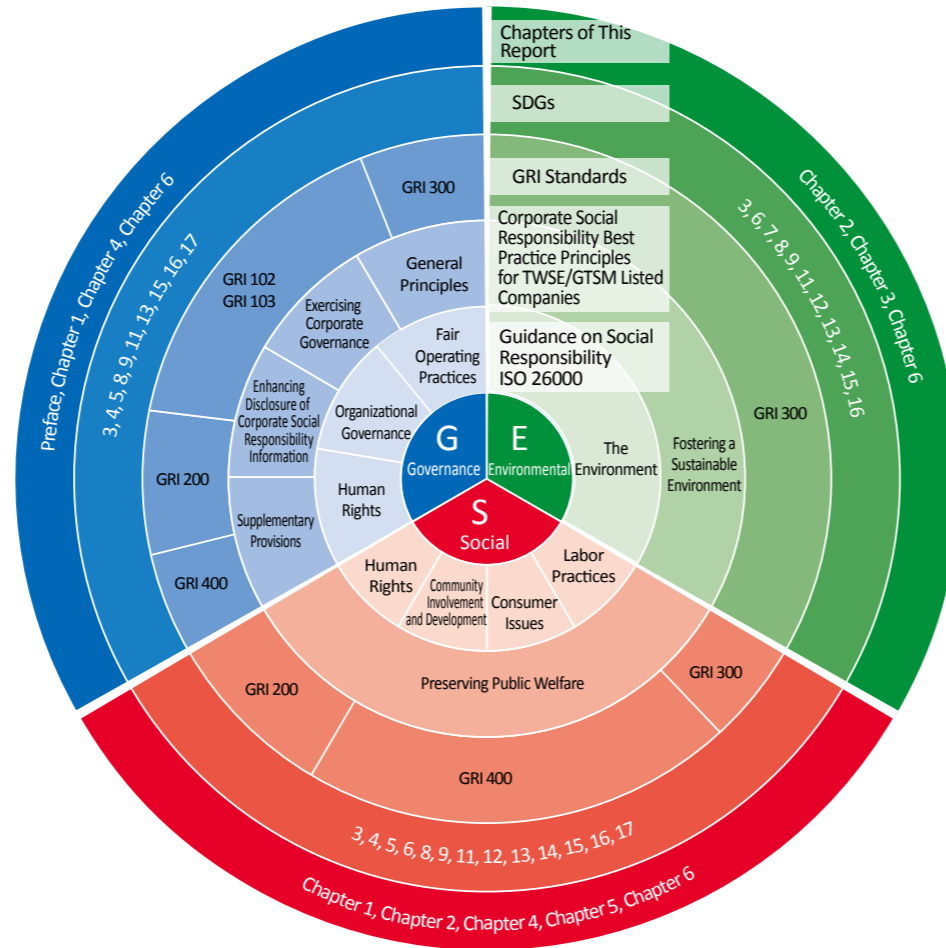 Chapters of This
Report
SDGs
GRI Standards
Corporate Social
Responsibility Best
Practice Principles
for TWSE/GTSM Listed
Companies
Guidance on Social
Responsibility
ISO 26000
Preface, Chapter 1, Chapter 4, Chapter 6
3, 4, 5, 8, 9, 11, 13, 15, 16, 17
GRI 300
GRI 102
GRI 103
GRI 200
GRI 400
General
Principles
Exercising
Corporate
Governance
Enhancing
Disclosure of
Corporate Social
Responsibility
Information
Supplementary
Provisions
Fair
Operating
Practices
Organizational
Governance
Human
Rights
G
Governance
E
Environmental
S
Social
The
Environment
Fostering a
Sustainable
Environment
GRI 300
3, 6, 7, 8, 9, 11, 12, 13, 14, 15, 16
Chapter 2, Chapter 3, Chapter 6
Human
Rights
Community
Involvement
and Development
Consumer
Issues
Labor
Practices
Preserving Public Welfare
GRI 200
GRI 400
GRI 300
3, 4, 5, 6, 8, 9, 11, 12, 13, 14, 15, 16, 17
Chapter 1, Chapter 2, Chapter 4, Chapter 5, Chapter 6